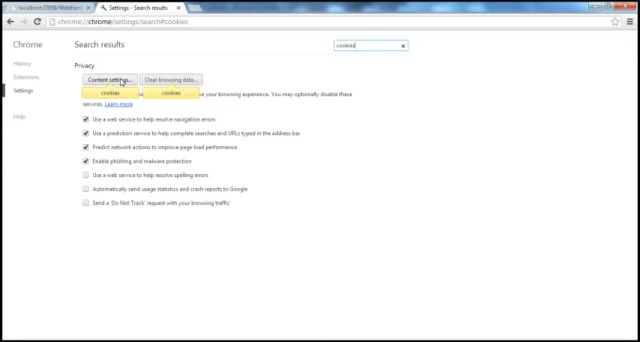 localhost:27856/WebForm
Settings - Search results
chrome://chrome/settings/search#cookies
Chrome
Search results
cookies
History
Extensions
Settings
Help
Privacy
Content settings...
Clear browsing data...
cookies
cookies
ve your browsing experience. You may optionally disable these
services. Learn more
Use a web service to help resolve navigation errors
Use a prediction service to help complete searches and URLs typed in the address bar
Predict network actions to improve page load performance
Enable phishing and malware protection
Use a web service to help resolve spelling errors
Automatically send usage statistics and crash reports to Google
Send a 'Do Not Track' request with your browsing traffic